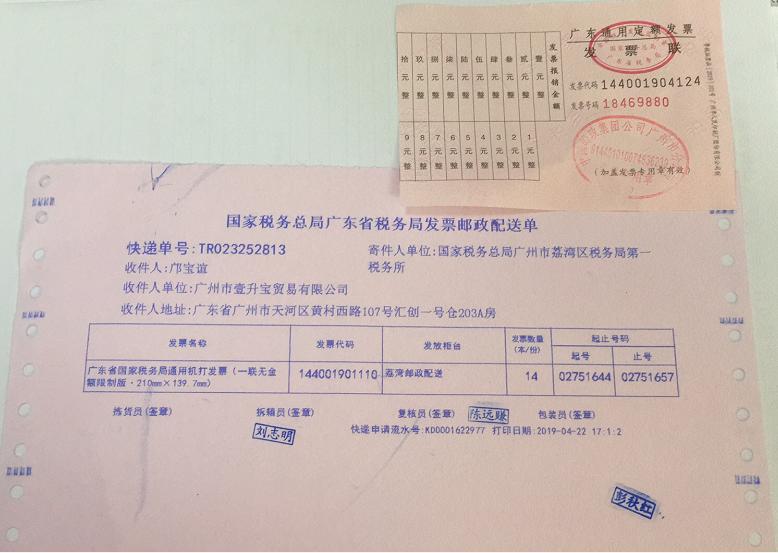 广东通用定额发票
发票联
国家税务总局
广东省税务局
发票代码 144001904124
发票号码 18469880
(加盖发票专用章有效)
发票报销金额
壹元整
贰元整
叁元整
肆元整
伍元整
陆元整
柒元整
捌元整
玖元整
拾元整
1元整
2元整
3元整
4元整
5元整
6元整
7元整
8元整
9元整
国家税务总局广东省税务局发票邮政配送单
快递单号:TR023252813
寄件人单位:国家税务总局广州市荔湾区税务局第一
税务所
收件人:邝宝谊
收件人单位:广州市壹升宝贸易有限公司
收件人地址:广东省广州市天河区黄村西路107号汇创一号仓203A房
发票名称 发票代码 发放柜台 发票数量(本/份) 起止号码
起号 止号
广东省国家税务局通用机打发票(一联无金
额限制版·210mm×139.7mm)
144001901110 荔湾邮政配送 14 02751644 02751657
拣货员(签章) 拆箱员(签章) 复核员(签章) 陈远赚 包装员(签章)
刘志明
快递申请流水号:KD0001622977 打印日期:2019-04-22 17:1:2
彭秋红